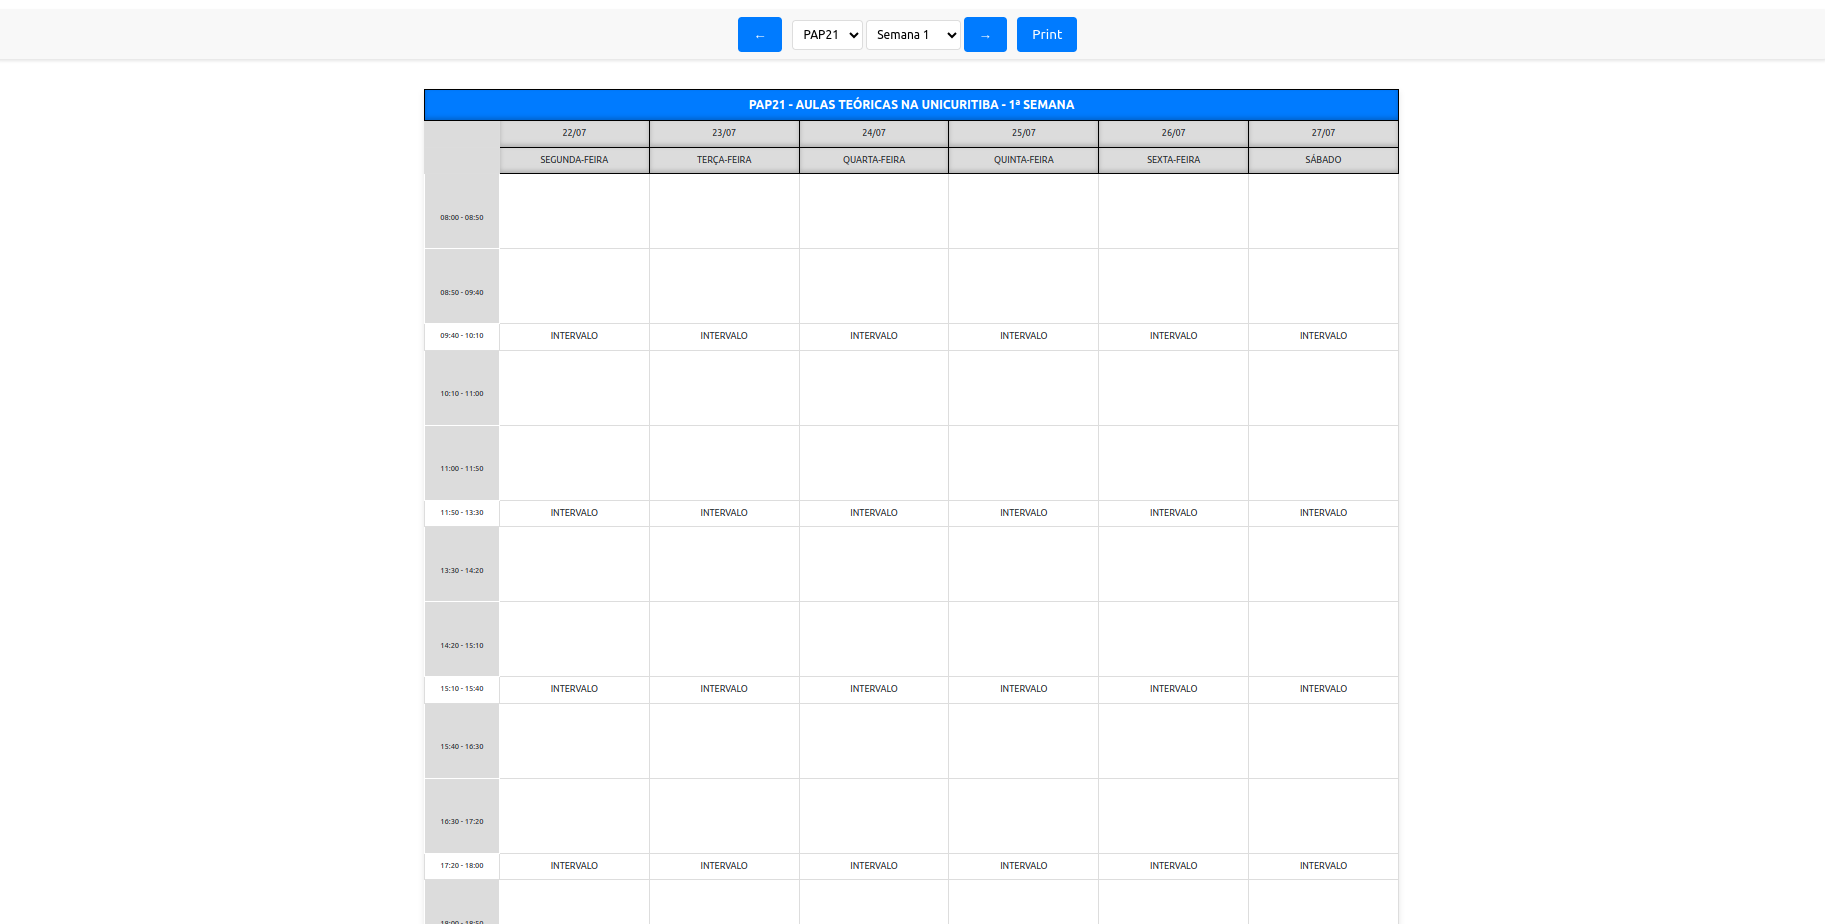 ← PAP21 Semana 1 → Print
PAP21 - AULAS TEÓRICAS NA UNICURITIBA - 1ª SEMANA
22/07 23/07 24/07 25/07 26/07 27/07
SEGUNDA-FEIRA TERÇA-FEIRA QUARTA-FEIRA QUINTA-FEIRA SEXTA-FEIRA SÁBADO
08:00 - 08:50
08:50 - 09:40
09:40 - 10:10 INTERVALO INTERVALO INTERVALO INTERVALO INTERVALO INTERVALO
10:10 - 11:00
11:00 - 11:50
11:50 - 13:30 INTERVALO INTERVALO INTERVALO INTERVALO INTERVALO INTERVALO
13:30 - 14:20
14:20 - 15:10
15:10 - 15:40 INTERVALO INTERVALO INTERVALO INTERVALO INTERVALO INTERVALO
15:40 - 16:30
16:30 - 17:20
17:20 - 18:00 INTERVALO INTERVALO INTERVALO INTERVALO INTERVALO INTERVALO
18:00 - 18:50